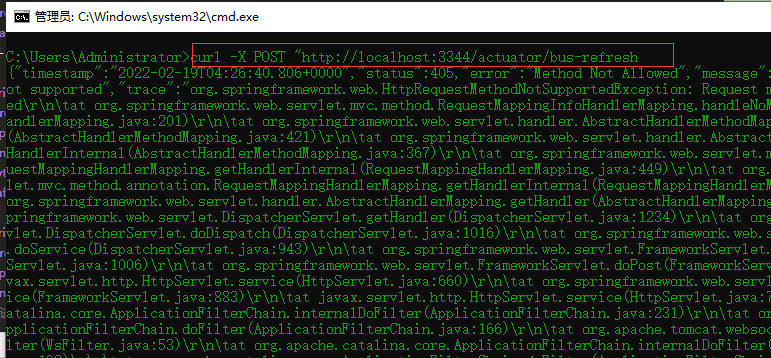 管理员: C:\Windows\system32\cmd.exe
C:\Users\Administrator>curl -X POST "http://localhost:3344/actuator/bus-refresh
{"timestamp":"2022-02-19T04:26:40.806+0000","status":405,"error":"Method Not Allowed","message":
ot supported","trace":"org.springframework.web.HttpRequestMethodNotSupportedException: Request m
ed\r\n\tat org.springframework.web.servlet.mvc.method.RequestMappingInfoHandlerMapping.handleNoM
andlerMapping.java:201)\r\n\tat org.springframework.web.servlet.handler.AbstractHandlerMethodMap
(AbstractHandlerMethodMapping.java:421)\r\n\tat org.springframework.web.servlet.handler.Abstract
HandlerInternal(AbstractHandlerMethodMapping.java:367)\r\n\tat org.springframework.web.servlet.m
questMappingHandlerMapping.getHandlerInternal(RequestMappingHandlerMapping.java:449)\r\n\tat org
let.mvc.method.annotation.RequestMappingHandlerMapping.getHandlerInternal(RequestMappingHandlerM
org.springframework.web.servlet.handler.AbstractHandlerMapping.getHandler(AbstractHandlerMapping
pringframework.web.servlet.DispatcherServlet.getHandler(DispatcherServlet.java:1234)\r\n\tat org
vlet.DispatcherServlet.doDispatch(DispatcherServlet.java:1016)\r\n\tat org.springframework.web.s
.doService(DispatcherServlet.java:943)\r\n\tat org.springframework.web.servlet.FrameworkServlet.
Servlet.java:1006)\r\n\tat org.springframework.web.servlet.FrameworkServlet.doPost(FrameworkServl
vax.servlet.http.HttpServlet.service(HttpServlet.java:660)\r\n\tat org.springframework.web.servl
ice(FrameworkServlet.java:883)\r\n\tat javax.servlet.http.HttpServlet.service(HttpServlet.java:7
atalina.core.ApplicationFilterChain.internalDoFilter(ApplicationFilterChain.java:231)\r\n\tat or
pplicationFilterChain.doFilter(ApplicationFilterChain.java:166)\r\n\tat org.apache.tomcat.websoc
lter(WsFilter.java:53)\r\n\tat org.apache.catalina.core.ApplicationFilterChain.internalDoFilter(